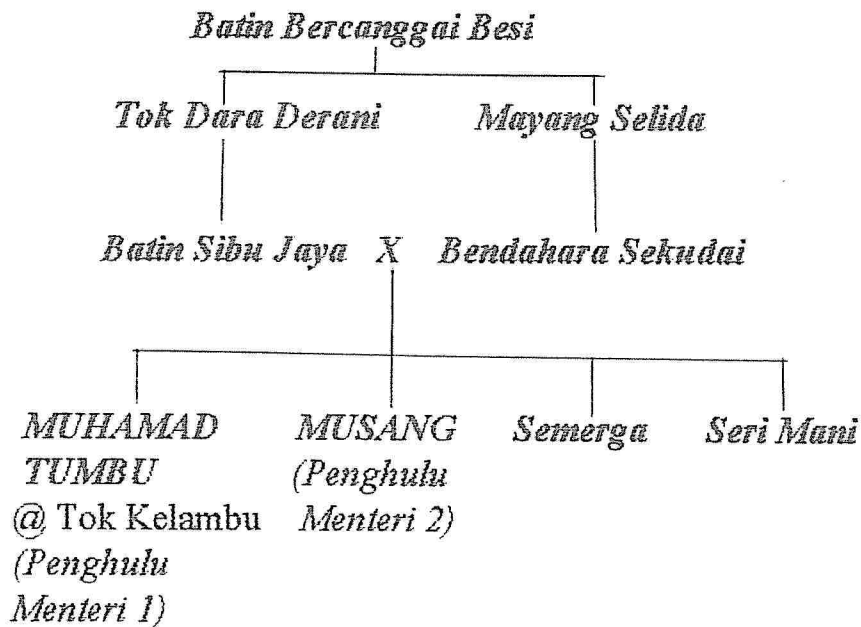 Batin Bercanggai Besi
Tok Dara Derani Mayang Selida
Batin Sibu Jaya X Bendahara Sekudai
MUHAMAD MUSANG Semerga Seri Mani
TUMBU (Penghulu
@ Tok Kelambu Menteri 2)
(Penghulu
Menteri 1)